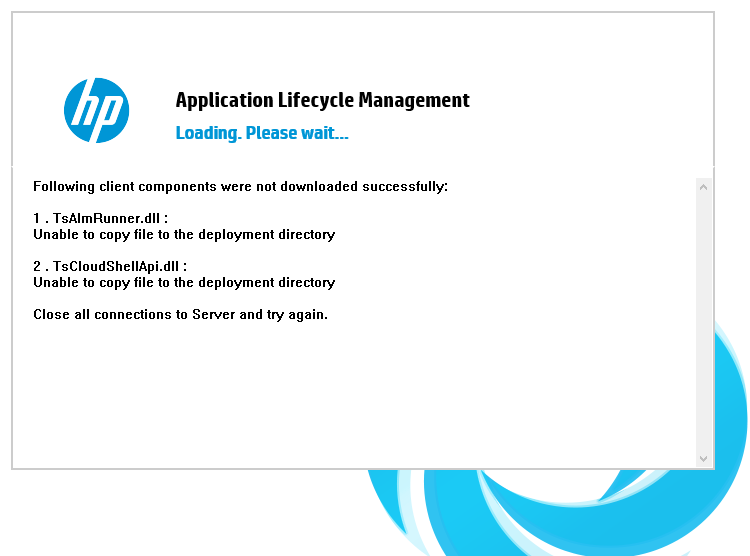 hp
Application Lifecycle Management
Loading. Please wait...
Following client components were not downloaded successfully:
1 . TsAlmRunner.dll :
Unable to copy file to the deployment directory
2 . TsCloudShellApi.dll :
Unable to copy file to the deployment directory
Close all connections to Server and try again.